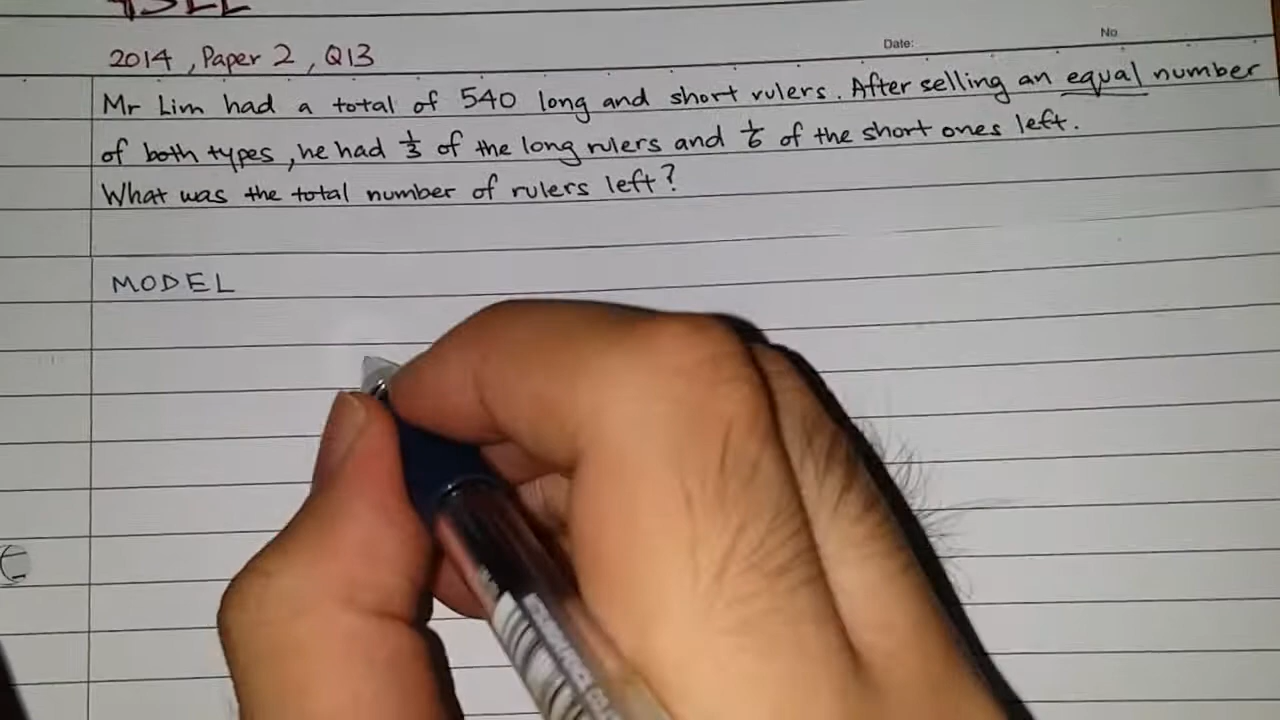 2014, Paper 2, Q13
Date:
No
Mr Lim had a total of 540 long and short rulers. After selling an equal number
of both types, he had 1/3 of the long rulers and 1/6 of the short ones left.
What was the total number of rulers left?
MODEL